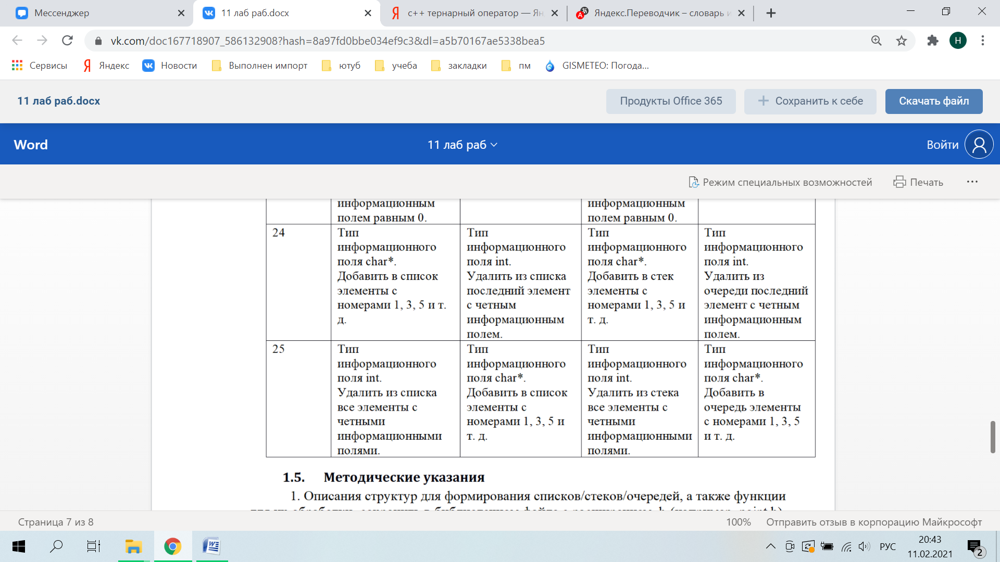 Мессенджер
11 лаб раб.docx
с++ тернарный оператор — Ян
Яндекс.Переводчик – словарь и
vk.com/doc167718907_586132908?hash=8a97fd0bbe034ef9c3&dl=a5b70167ae5338bea5
Н
Сервисы
Яндекс
Новости
Выполнен импорт
ютуб
учеба
закладки
пм
GISMETEO: Погода...
11 лаб раб.docx
Продукты Office 365
Сохранить к себе
Скачать файл
Word
11 лаб раб
Войти
Режим специальных возможностей
Печать
информационным
полем равным 0.
информационным
полем равным 0.
24
Тип
информационного
поля char*.
Добавить в список
элементы с
номерами 1, 3, 5 и т.
д.
Тип
информационного
поля int.
Удалить из списка
последний элемент
с четным
информационным
полем.
Тип
информационного
поля char*.
Добавить в стек
элементы с
номерами 1, 3, 5 и
т. д.
Тип
информационного
поля int.
Удалить из
очереди последний
элемент с четным
информационным
полем.
25
Тип
информационного
поля int.
Удалить из списка
все элементы с
четными
информационными
полями.
Тип
информационного
поля char*.
Добавить в список
элементы с
номерами 1, 3, 5 и
т. д.
Тип
информационного
поля int.
Удалить из стека
все элементы с
четными
информационными
полями.
Тип
информационного
поля char*.
Добавить в
очередь элементы
с номерами 1, 3, 5
и т. д.
1.5. Методические указания
1. Описания структур для формирования списков/стеков/очередей, а также функции
Страница 7 из 8
100%
Отправить отзыв в корпорацию Майкрософт
РУС
20:43
11.02.2021
2